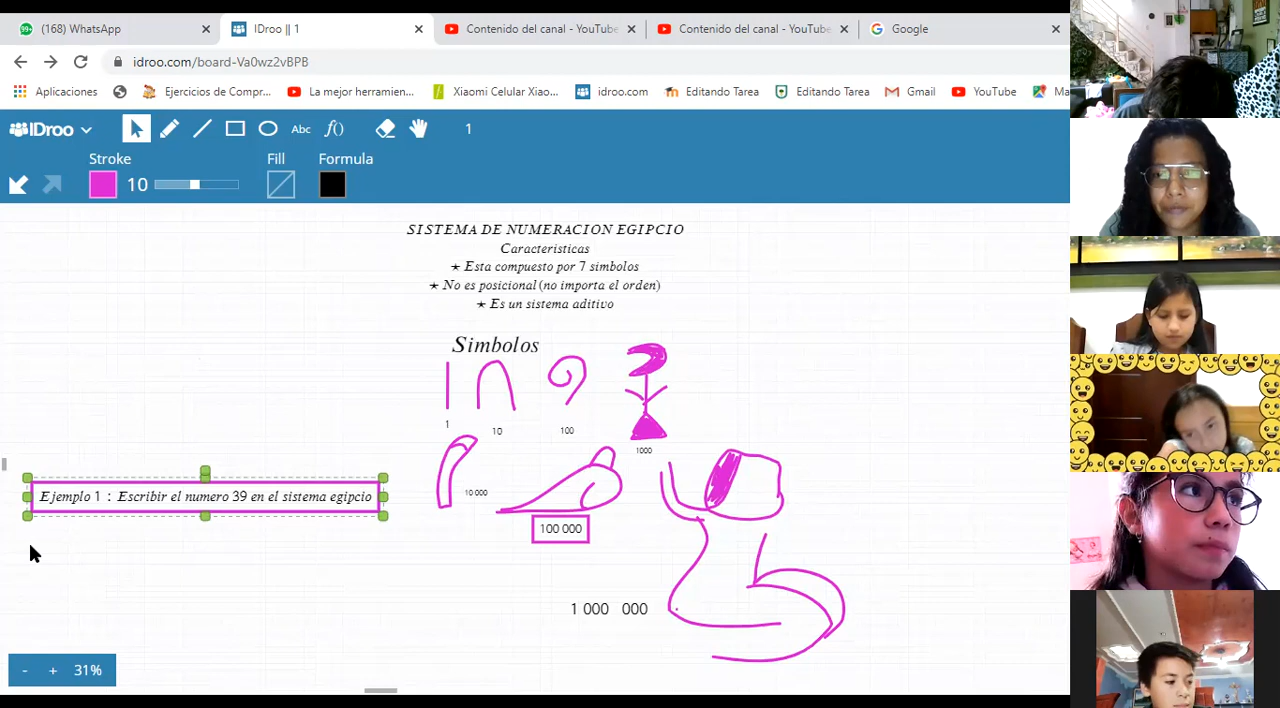 (168) WhatsApp
IDroo || 1
Contenido del canal - YouTube
Contenido del canal - YouTube
Google
idroo.com/board-Va0wz2vBPB
Aplicaciones
Ejercicios de Compr...
La mejor herramien...
Xiaomi Celular Xiao...
idroo.com
Editando Tarea
Editando Tarea
Gmail
YouTube
Ma
IDroo
Abc
f()
1
Stroke
10
Fill
Formula
SISTEMA DE NUMERACION EGIPCIO
Caracteristicas
★ Esta compuesto por 7 simbolos
★ No es posicional (no importa el orden)
★ Es un sistema aditivo
Simbolos
1
10
100
1000
10 000
Ejemplo 1 : Escribir el numero 39 en el sistema egipcio
100 000
1 000 000
- + 31%